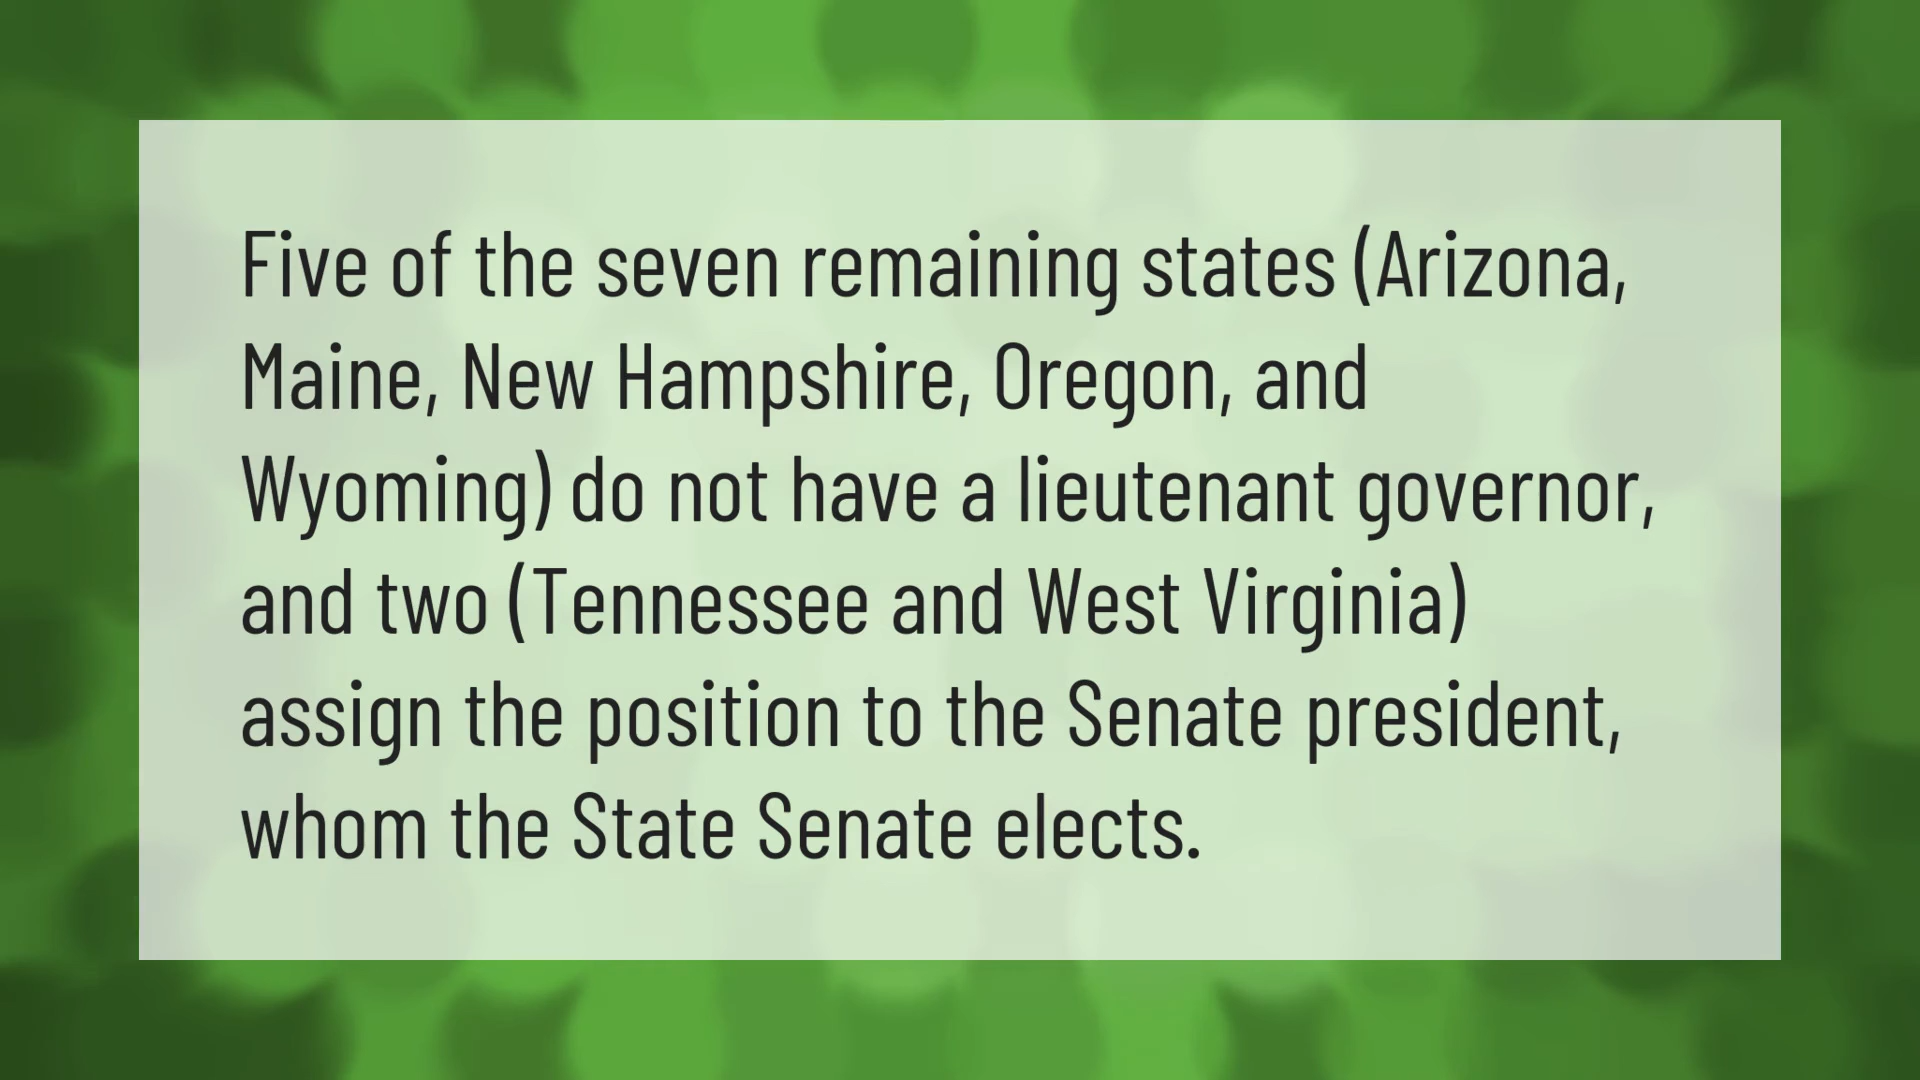 Five of the seven remaining states (Arizona,
Maine, New Hampshire, Oregon, and
Wyoming) do not have a lieutenant governor,
and two (Tennessee and West Virginia)
assign the position to the Senate president,
whom the State Senate elects.